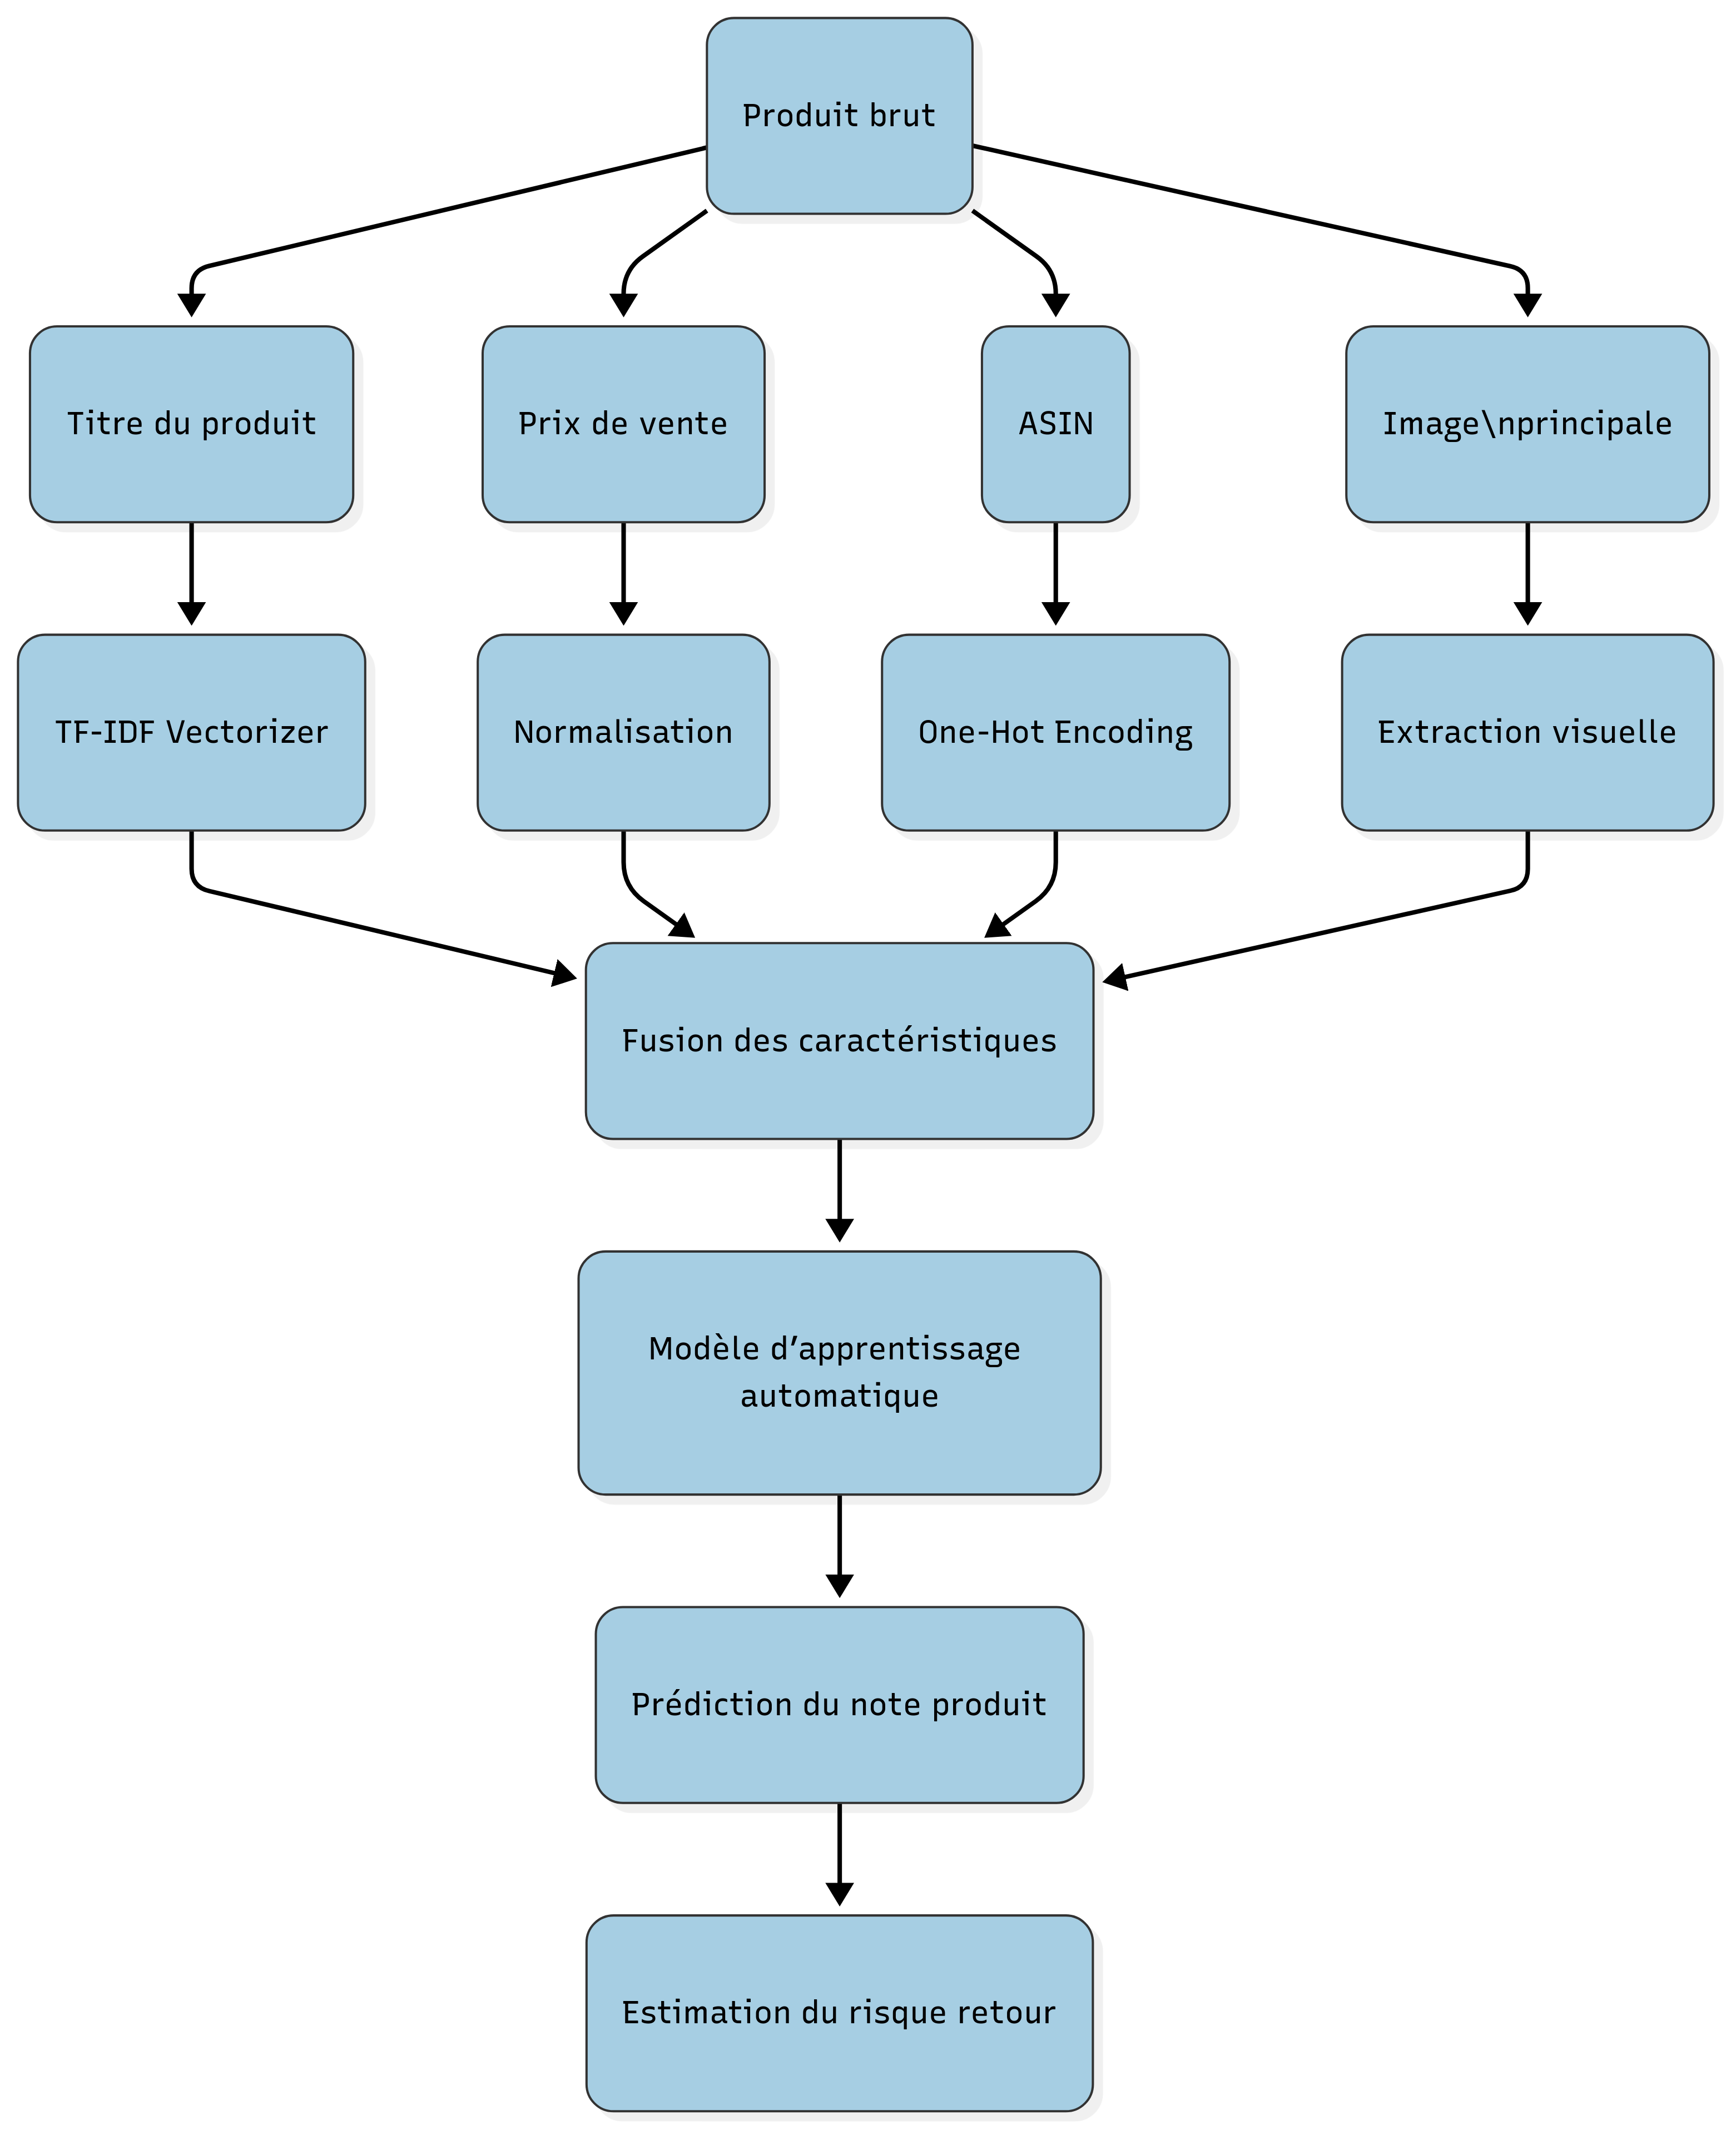 Produit brut
Titre du produit
Prix de vente
ASIN
Image\nprincipale
TF-IDF Vectorizer
Normalisation
One-Hot Encoding
Extraction visuelle
Fusion des caractéristiques
Modèle d’apprentissage
automatique
Prédiction du note produit
Estimation du risque retour